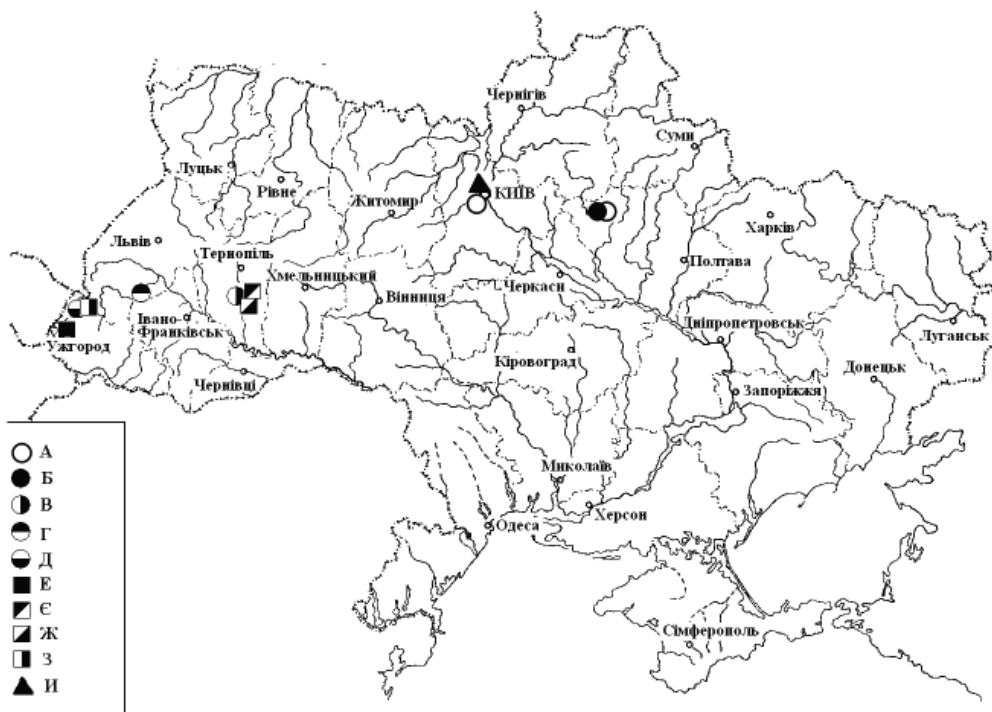 Чернігів
Суми
Луцьк
Рівне
КИЇВ
Житомир
Харків
Львів
Тернопіль
Хмельницький
Полтава
Вінниця
Черкаси
Івано-
Франківськ
Ужгород
Дніпропетровськ
Луганськ
Кіровоград
Донецьк
Чернівці
Запоріжжя
А
Б
В
Г
Д
Е
Є
Ж
З
И
Миколаїв
Херсон
Одеса
Сімферополь